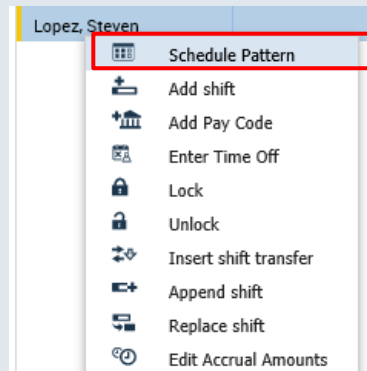 Lopez, Steven
Schedule Pattern
Add shift
Add Pay Code
Enter Time Off
Lock
Unlock
Insert shift transfer
Append shift
Replace shift
Edit Accrual Amounts